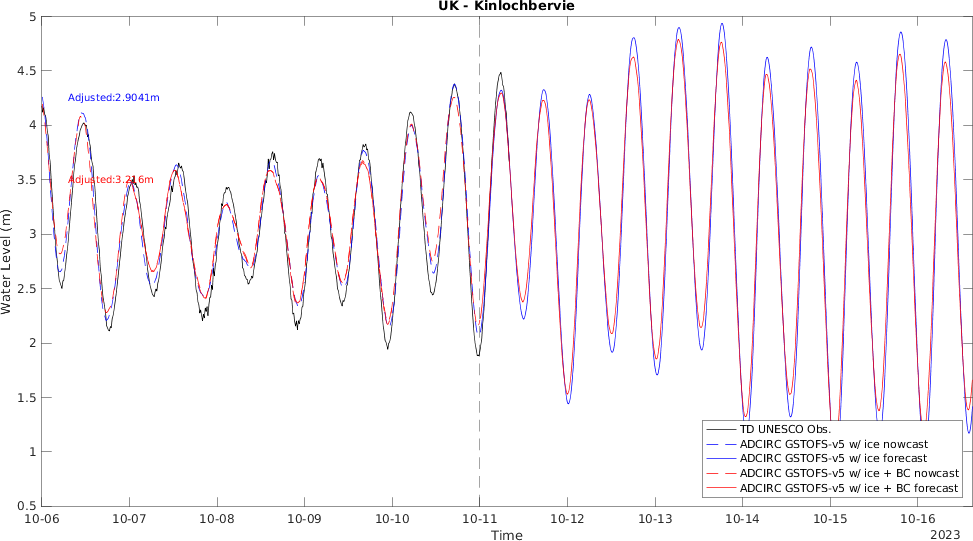 UK - Kinlochbervie
5
4.5
4
3.5
3
2.5
2
1.5
1
0.5
Water Level (m)
Adjusted:2.9041m
Adjusted:3.216m
TD UNESCO Obs.
ADCIRC GSTOFS-v5 w/ ice nowcast
ADCIRC GSTOFS-v5 w/ ice forecast
ADCIRC GSTOFS-v5 w/ ice + BC nowcast
ADCIRC GSTOFS-v5 w/ ice + BC forecast
10-06 10-07 10-08 10-09 10-10 10-11 10-12 10-13 10-14 10-15 10-16
Time
2023